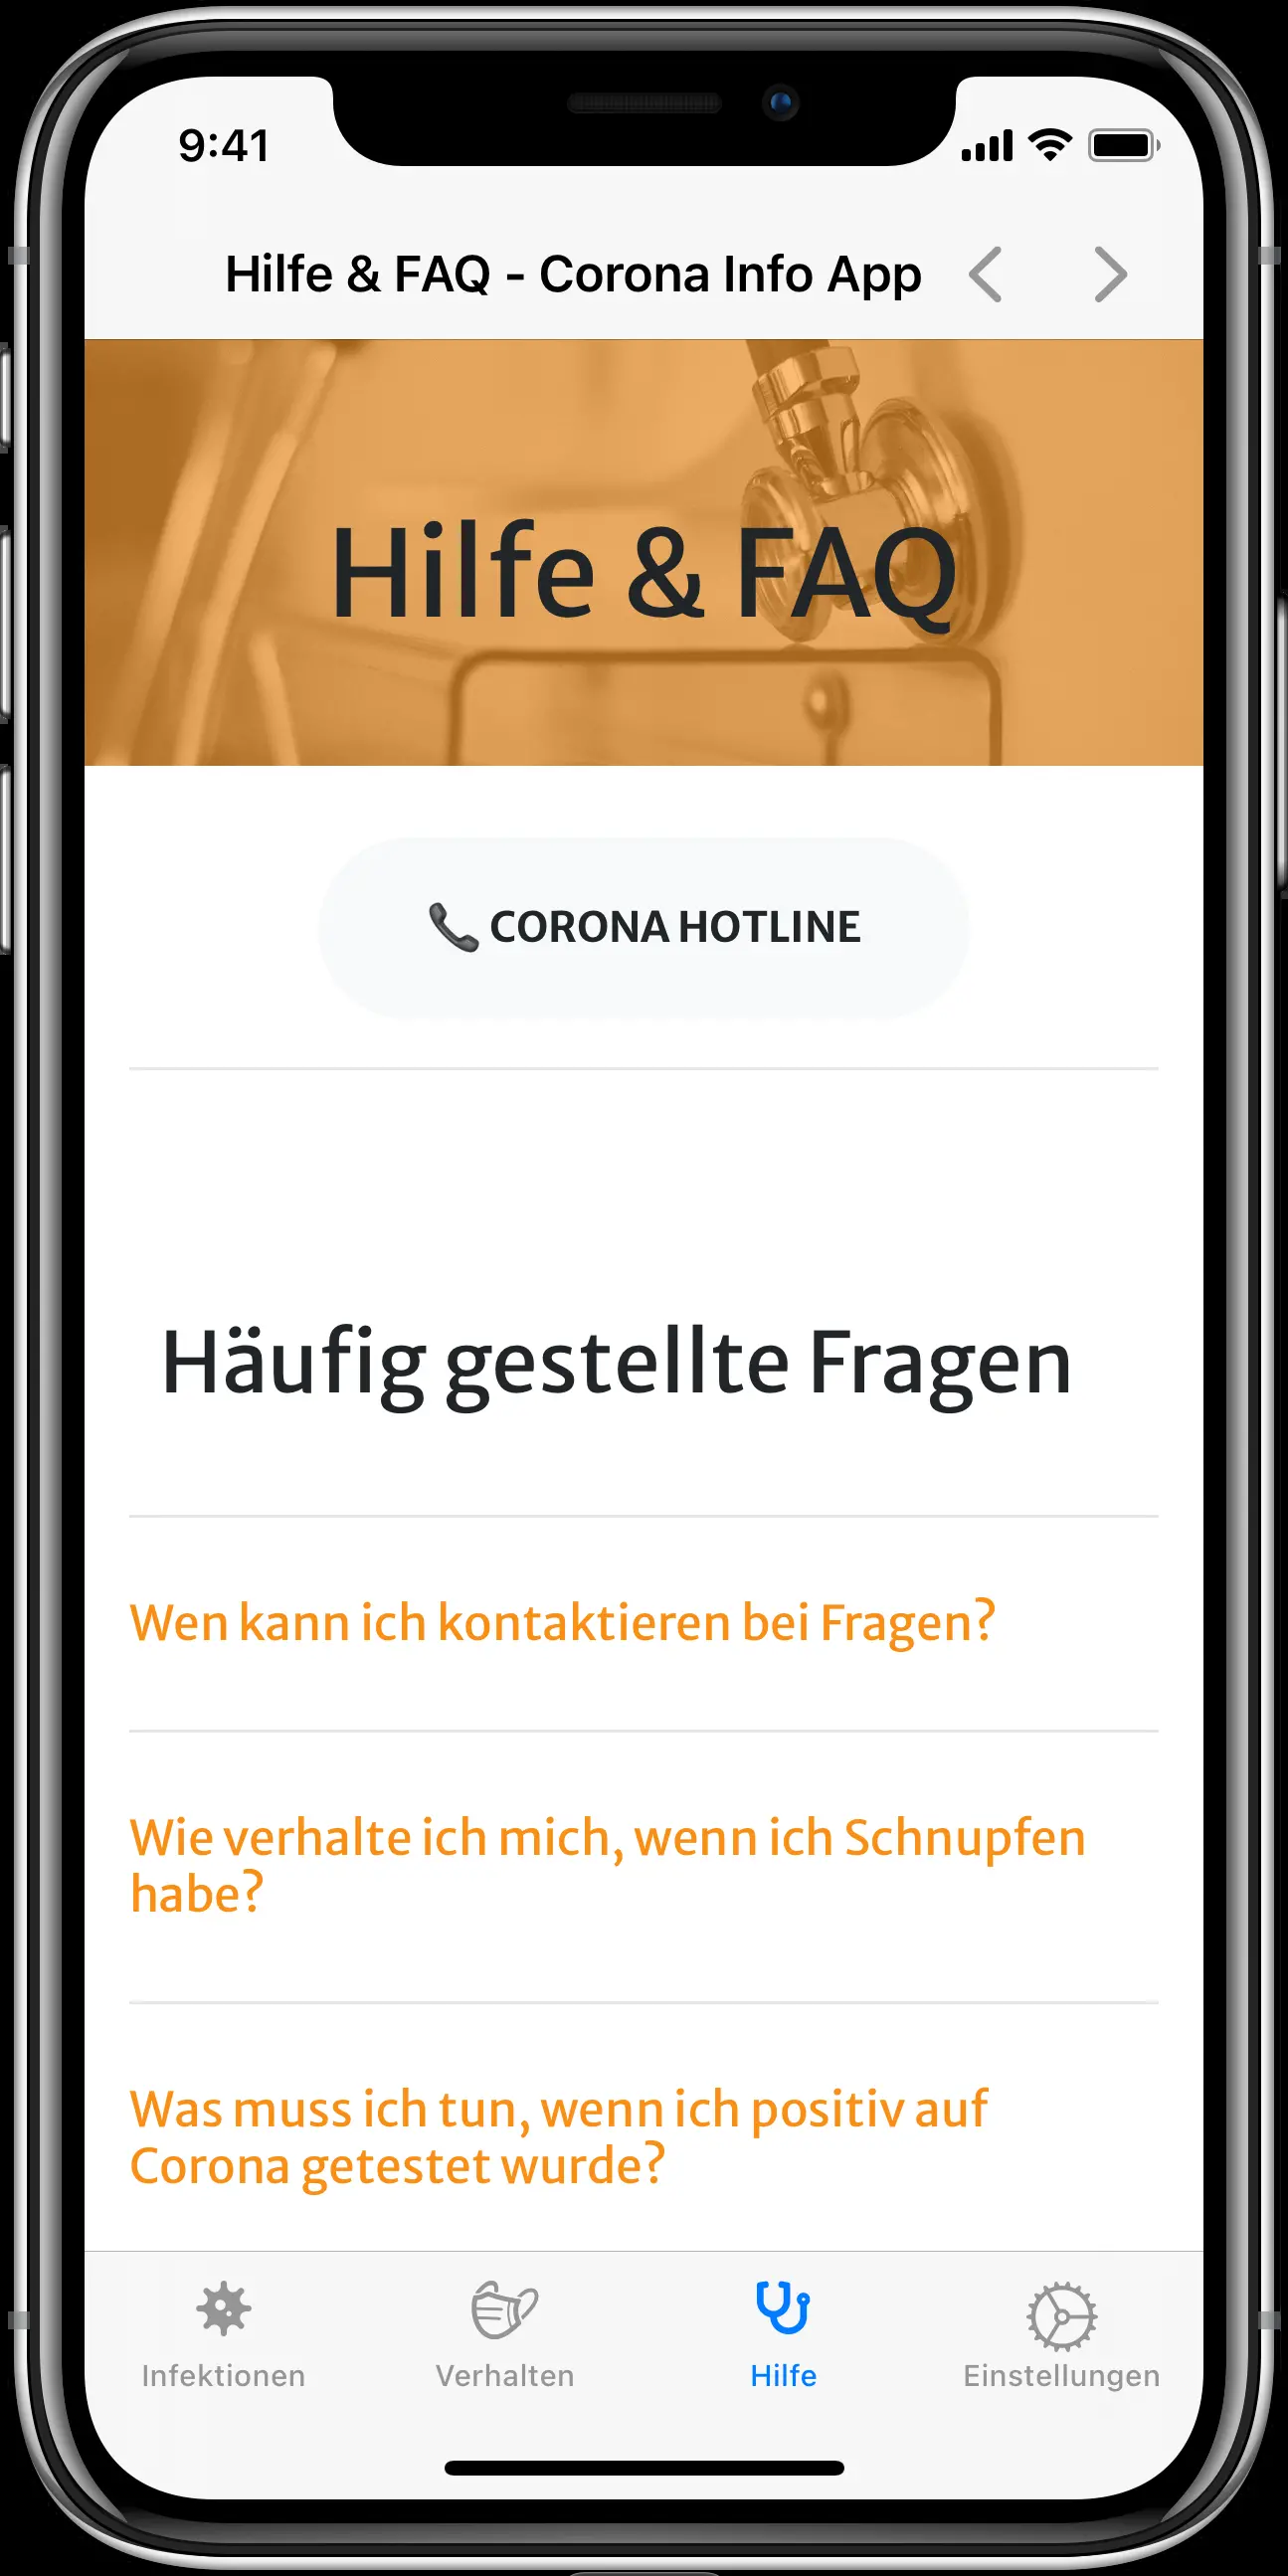 9:41
Hilfe & FAQ - Corona Info App
Hilfe & FAQ
CORONA HOTLINE
Häufig gestellte Fragen
Wen kann ich kontaktieren bei Fragen?
Wie verhalte ich mich, wenn ich Schnupfen
habe?
Was muss ich tun, wenn ich positiv auf
Corona getestet wurde?
Infektionen
Verhalten
Hilfe
Einstellungen